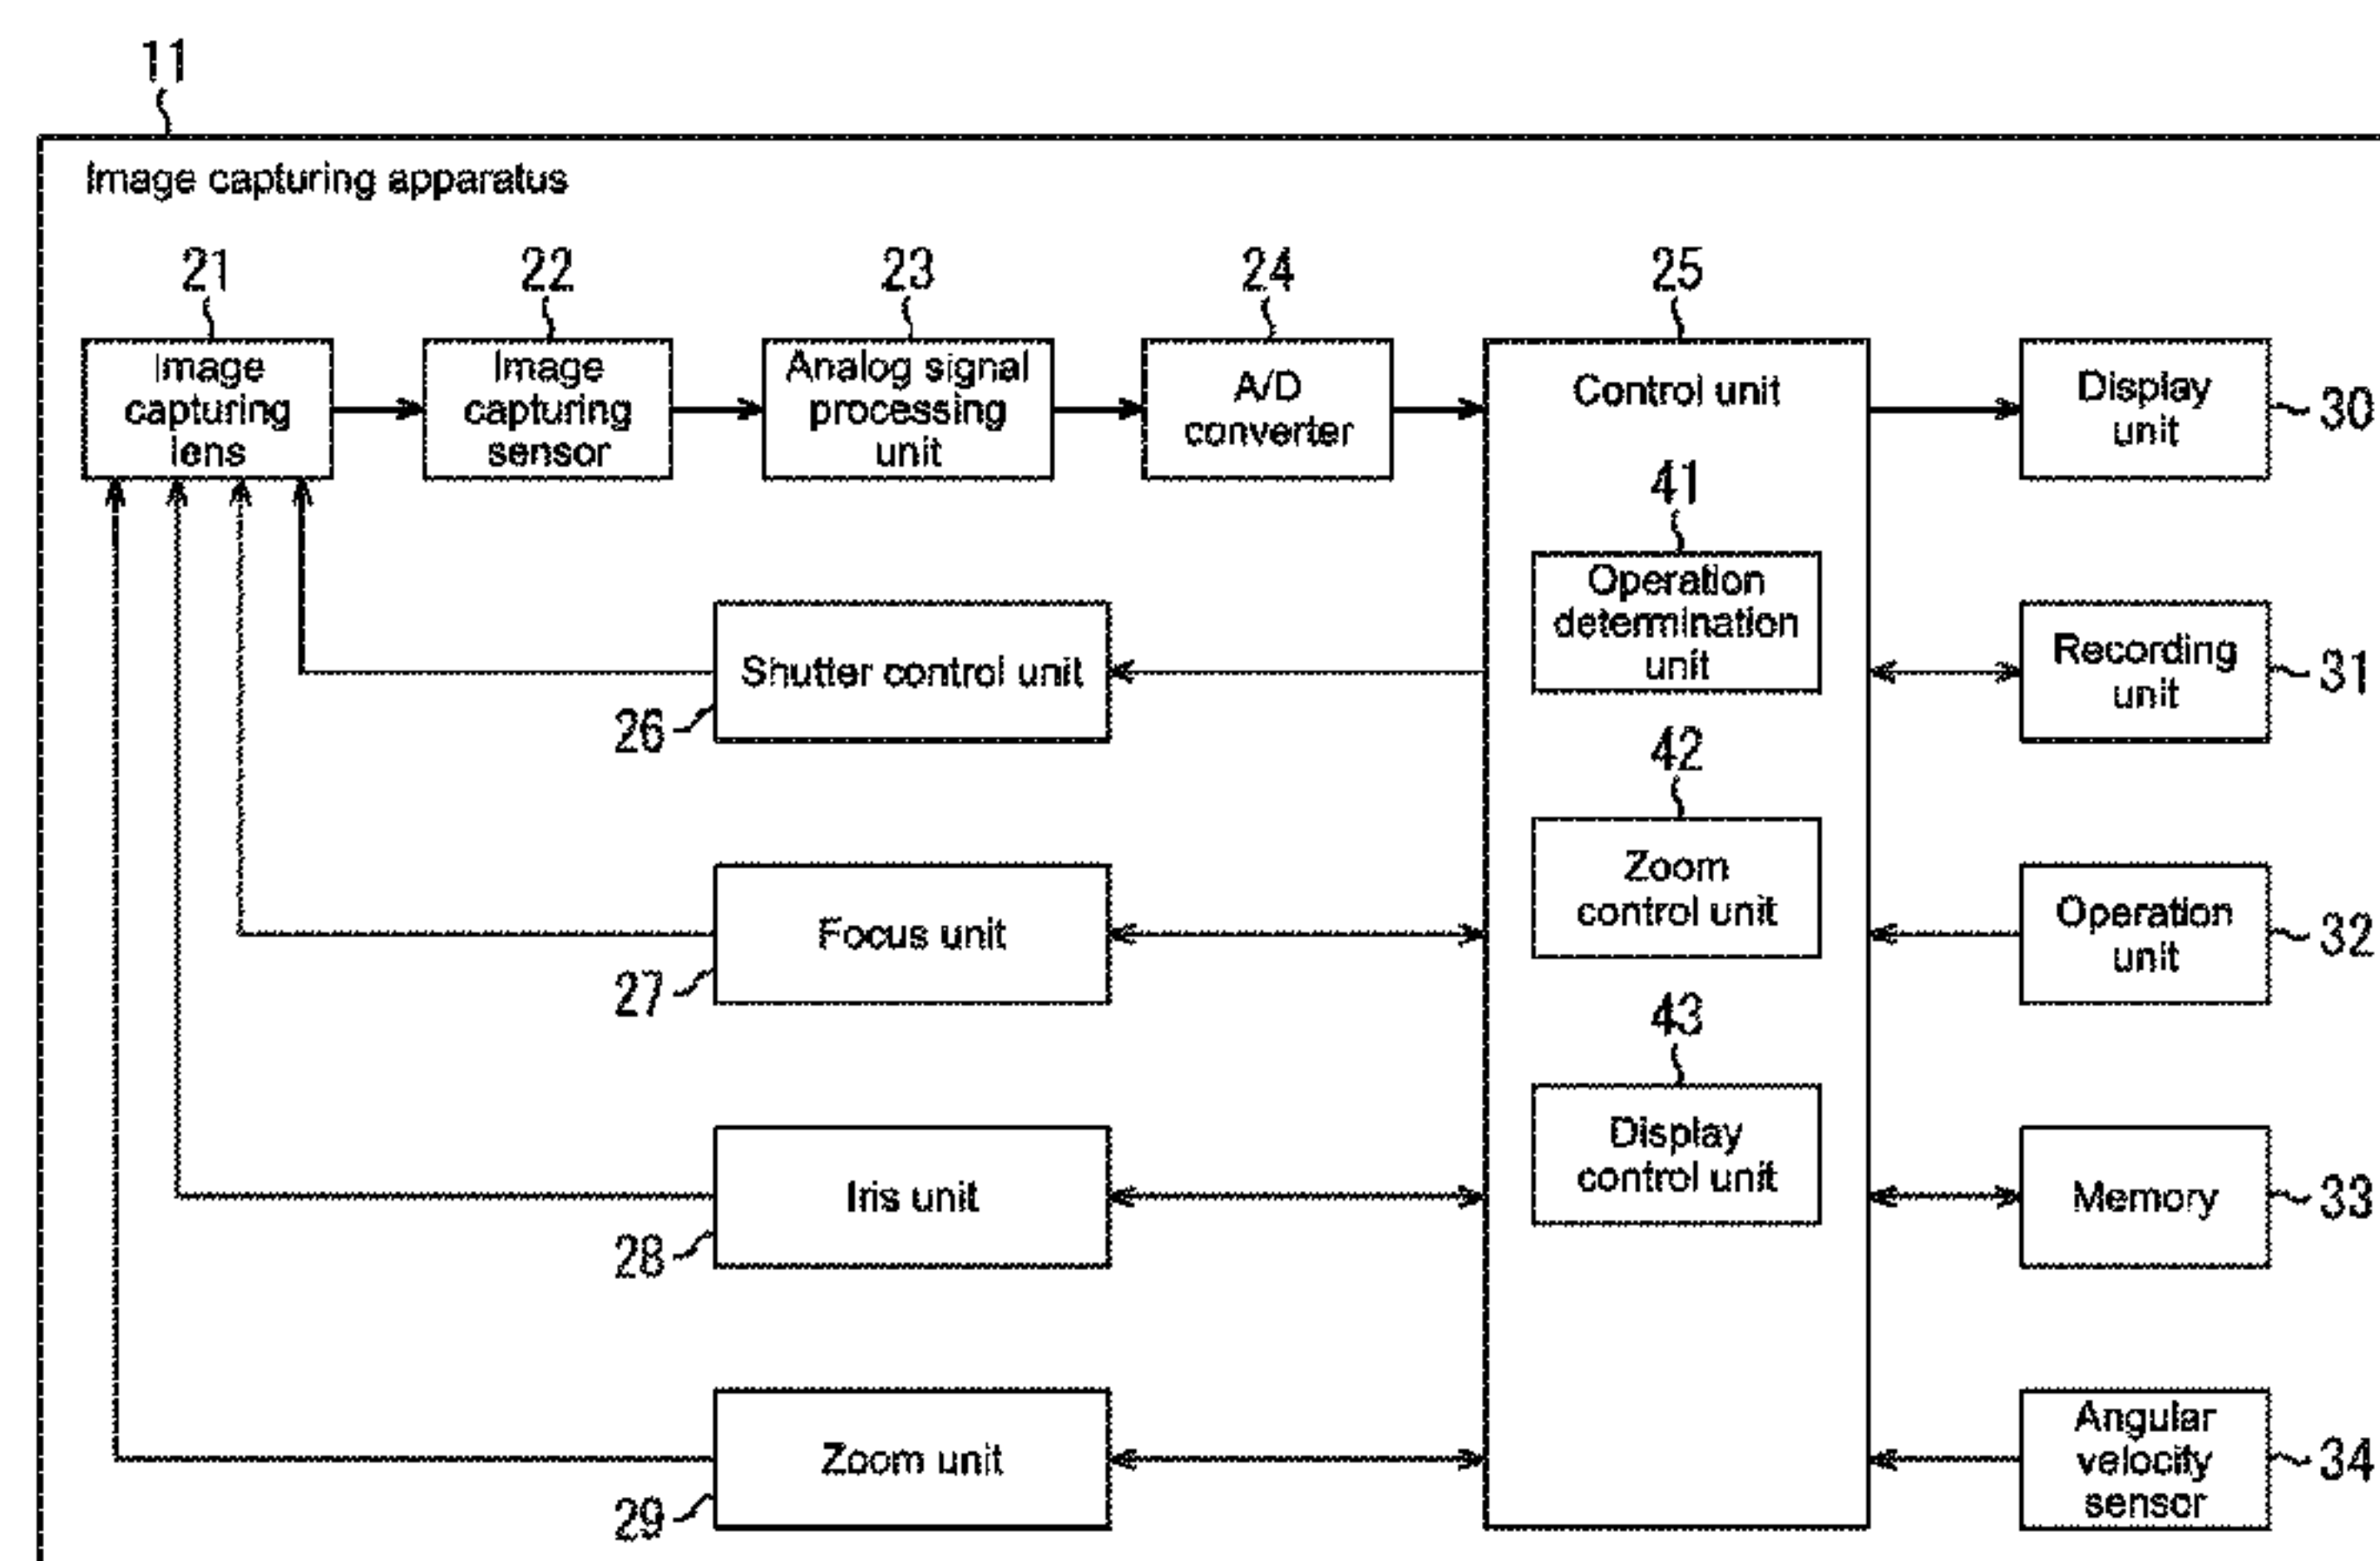 11
Image capturing apparatus
21
22
23
24
25
Image
capturing
lens
Image
capturing
sensor
Analog signal
processing
unit
A/D
converter
Control unit
Display
unit
30
41
Operation
determination
unit
Shutter control unit
26
Recording
unit
31
42
Zoom
control unit
Focus unit
27
Operation
unit
32
43
Display
control unit
Iris unit
28
Memory
33
Zoom unit
29
Angular
velocity
sensor
34